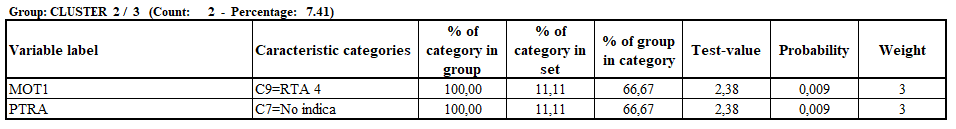 Group: CLUSTER 2 / 3 (Count: 2 - Percentage: 7.41)
Variable label Caracteristic categories % of category in group % of category in set % of group in category Test-value Probability Weight
MOT1 C9=RTA 4 100,00 11,11 66,67 2,38 0,009 3
PTRA C7=No indica 100,00 11,11 66,67 2,38 0,009 3